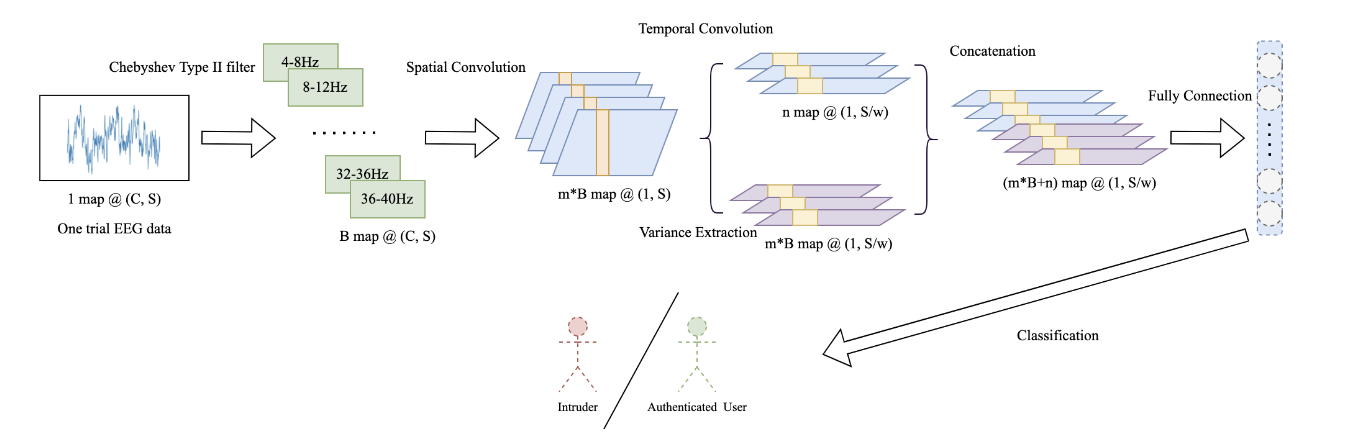 Chebyshev Type II filter
4-8Hz
8-12Hz
32-36Hz
36-40Hz
1 map @ (C, S)
One trial EEG data
B map @ (C, S)
Spatial Convolution
m*B map @ (1, S)
Temporal Convolution
n map @ (1, S/w)
Variance Extraction
m*B map @ (1, S/w)
Concatenation
(m*B+n) map @ (1, S/w)
Fully Connection
Classification
Intruder
Authenticated User